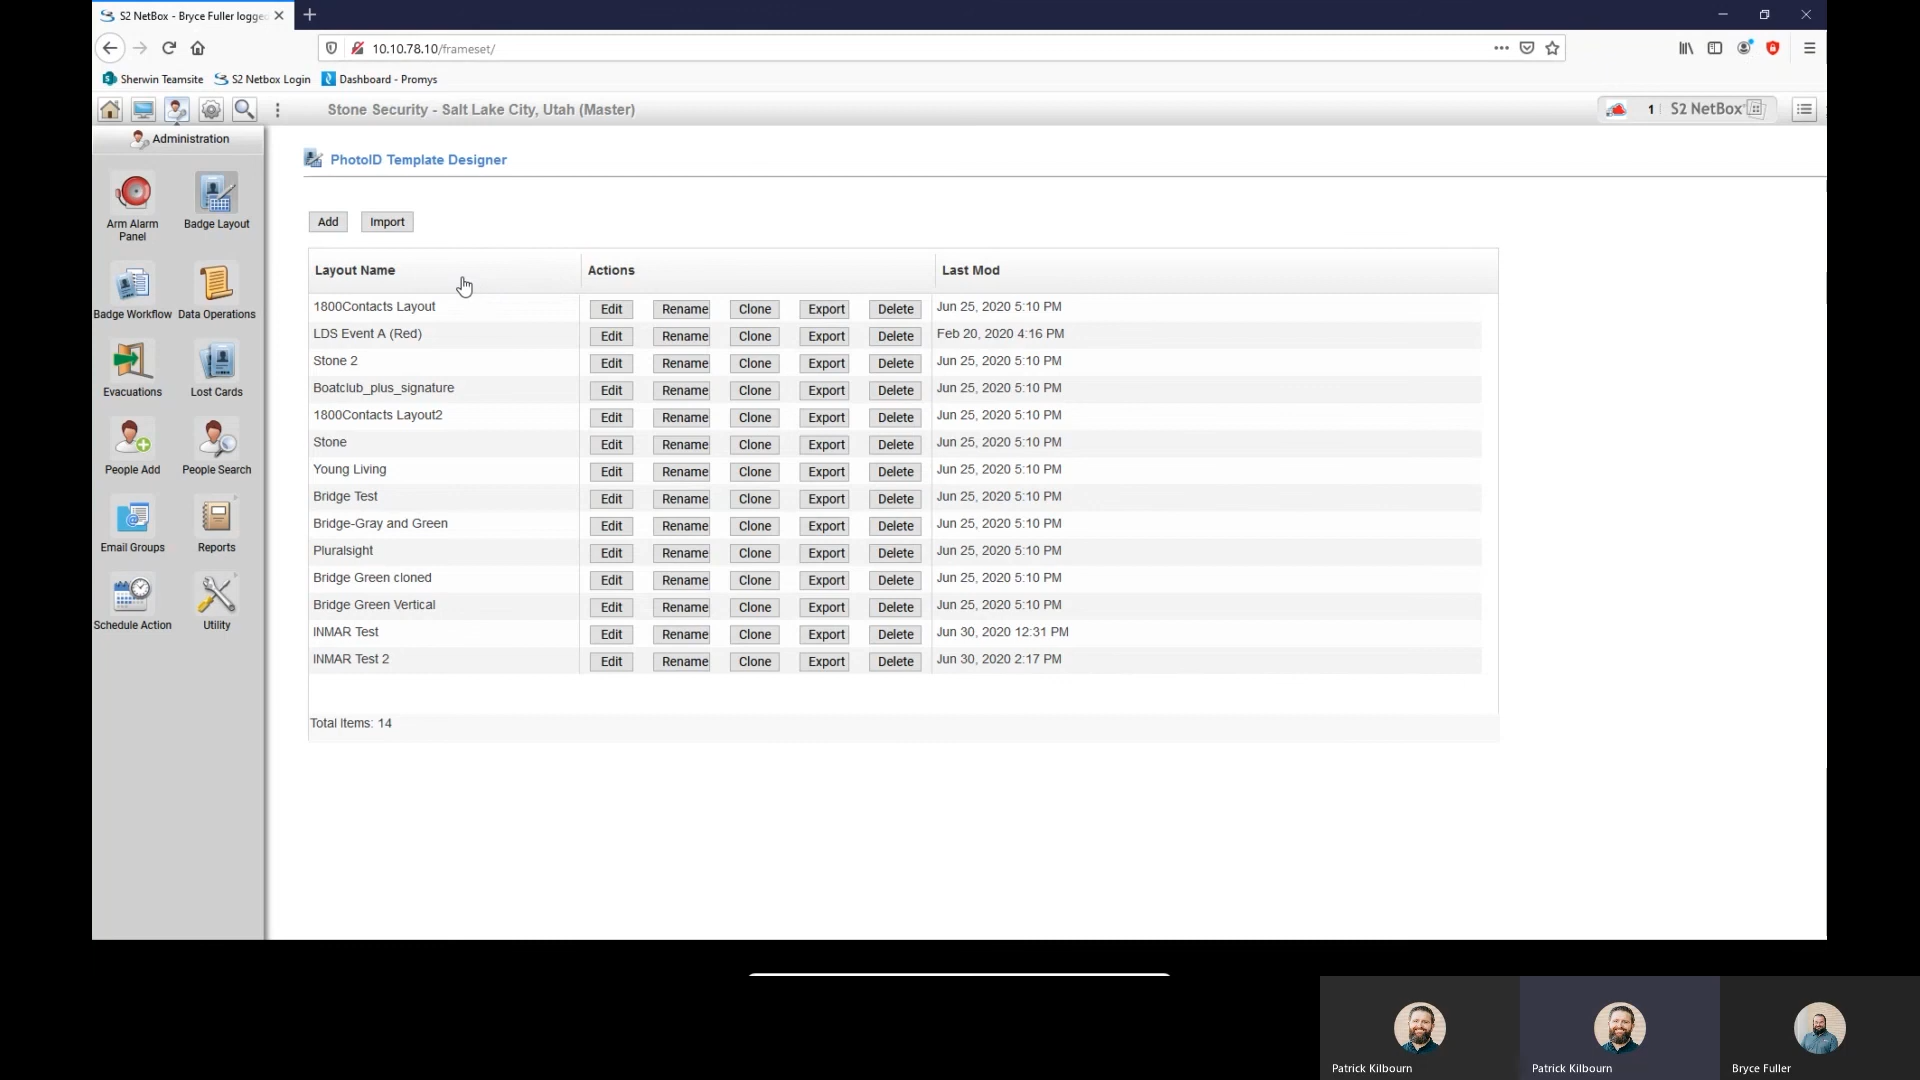 S2 NetBox - Bryce Fuller logge
10.10.78.10/frameset/
Sherwin Teamsite S2 Netbox Login Dashboard - Promys
Stone Security - Salt Lake City, Utah (Master) 1 S2 NetBox
Administration
Arm Alarm Panel
Badge Layout
Badge Workflow
Data Operations
Evacuations
Lost Cards
People Add
People Search
Email Groups
Reports
Schedule Action
Utility
PhotoID Template Designer
Add Import
Layout Name Actions Last Mod
1800Contacts Layout Edit Rename Clone Export Delete Jun 25, 2020 5:10 PM
LDS Event A (Red) Edit Rename Clone Export Delete Feb 20, 2020 4:16 PM
Stone 2 Edit Rename Clone Export Delete Jun 25, 2020 5:10 PM
Boatclub_plus_signature Edit Rename Clone Export Delete Jun 25, 2020 5:10 PM
1800Contacts Layout2 Edit Rename Clone Export Delete Jun 25, 2020 5:10 PM
Stone Edit Rename Clone Export Delete Jun 25, 2020 5:10 PM
Young Living Edit Rename Clone Export Delete Jun 25, 2020 5:10 PM
Bridge Test Edit Rename Clone Export Delete Jun 25, 2020 5:10 PM
Bridge-Gray and Green Edit Rename Clone Export Delete Jun 25, 2020 5:10 PM
Pluralsight Edit Rename Clone Export Delete Jun 25, 2020 5:10 PM
Bridge Green cloned Edit Rename Clone Export Delete Jun 25, 2020 5:10 PM
Bridge Green Vertical Edit Rename Clone Export Delete Jun 25, 2020 5:10 PM
INMAR Test Edit Rename Clone Export Delete Jun 30, 2020 12:31 PM
INMAR Test 2 Edit Rename Clone Export Delete Jun 30, 2020 2:17 PM
Total Items: 14
Patrick Kilbourn Patrick Kilbourn Bryce Fuller